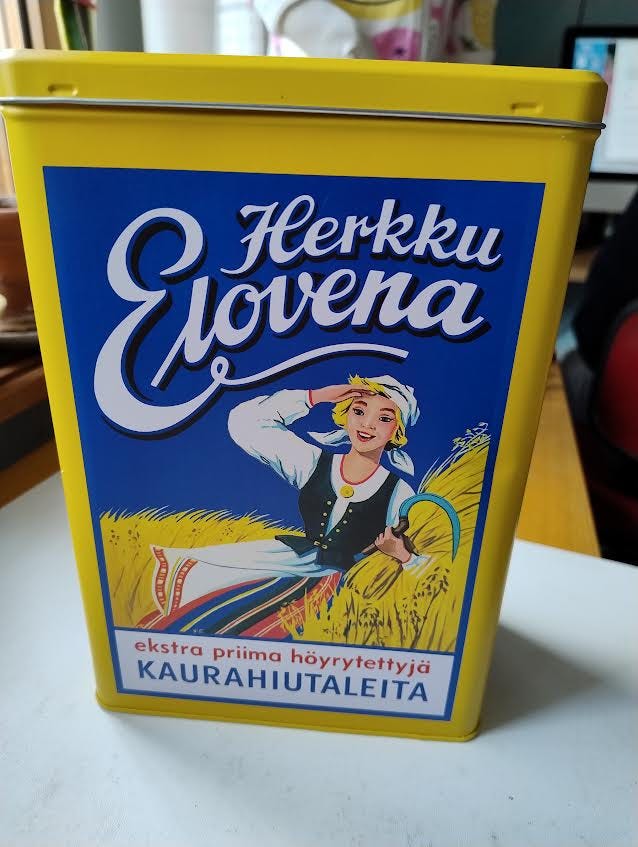 Herkku
Elovena
ekstra priima höyrytettyjä
KAURAHIUTALEITA